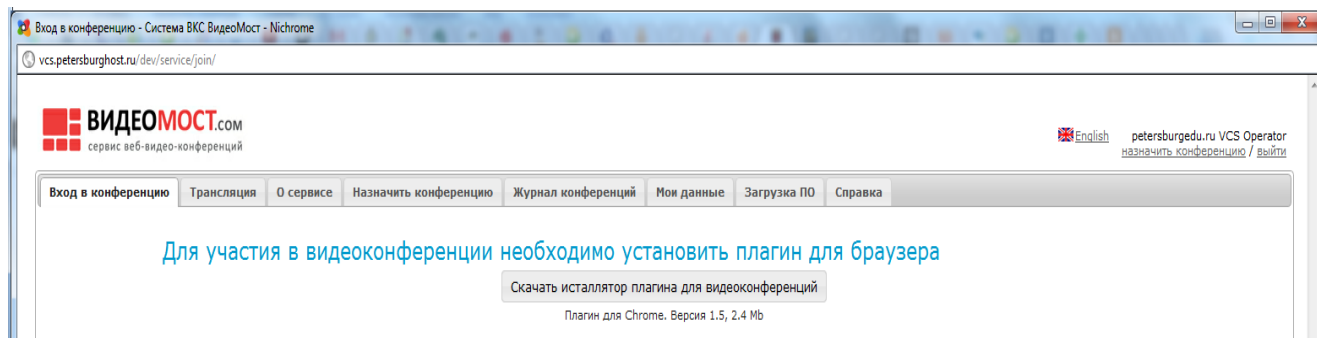 Вход в конференцию - Система ВКС ВидеоМост - Nichrome
vcs.petersburghost.ru/dev/service/join/
ВИДЕОМОСТ.com
сервис веб-видео-конференций
English petersburgedu.ru VCS Operator
назначить конференцию / выйти
Вход в конференцию Трансляция О сервисе Назначить конференцию Журнал конференций Мои данные Загрузка ПО Справка
Для участия в видеоконференции необходимо установить плагин для браузера
Скачать исталлятор плагина для видеоконференций
Плагин для Chrome. Версия 1.5, 2.4 Mb